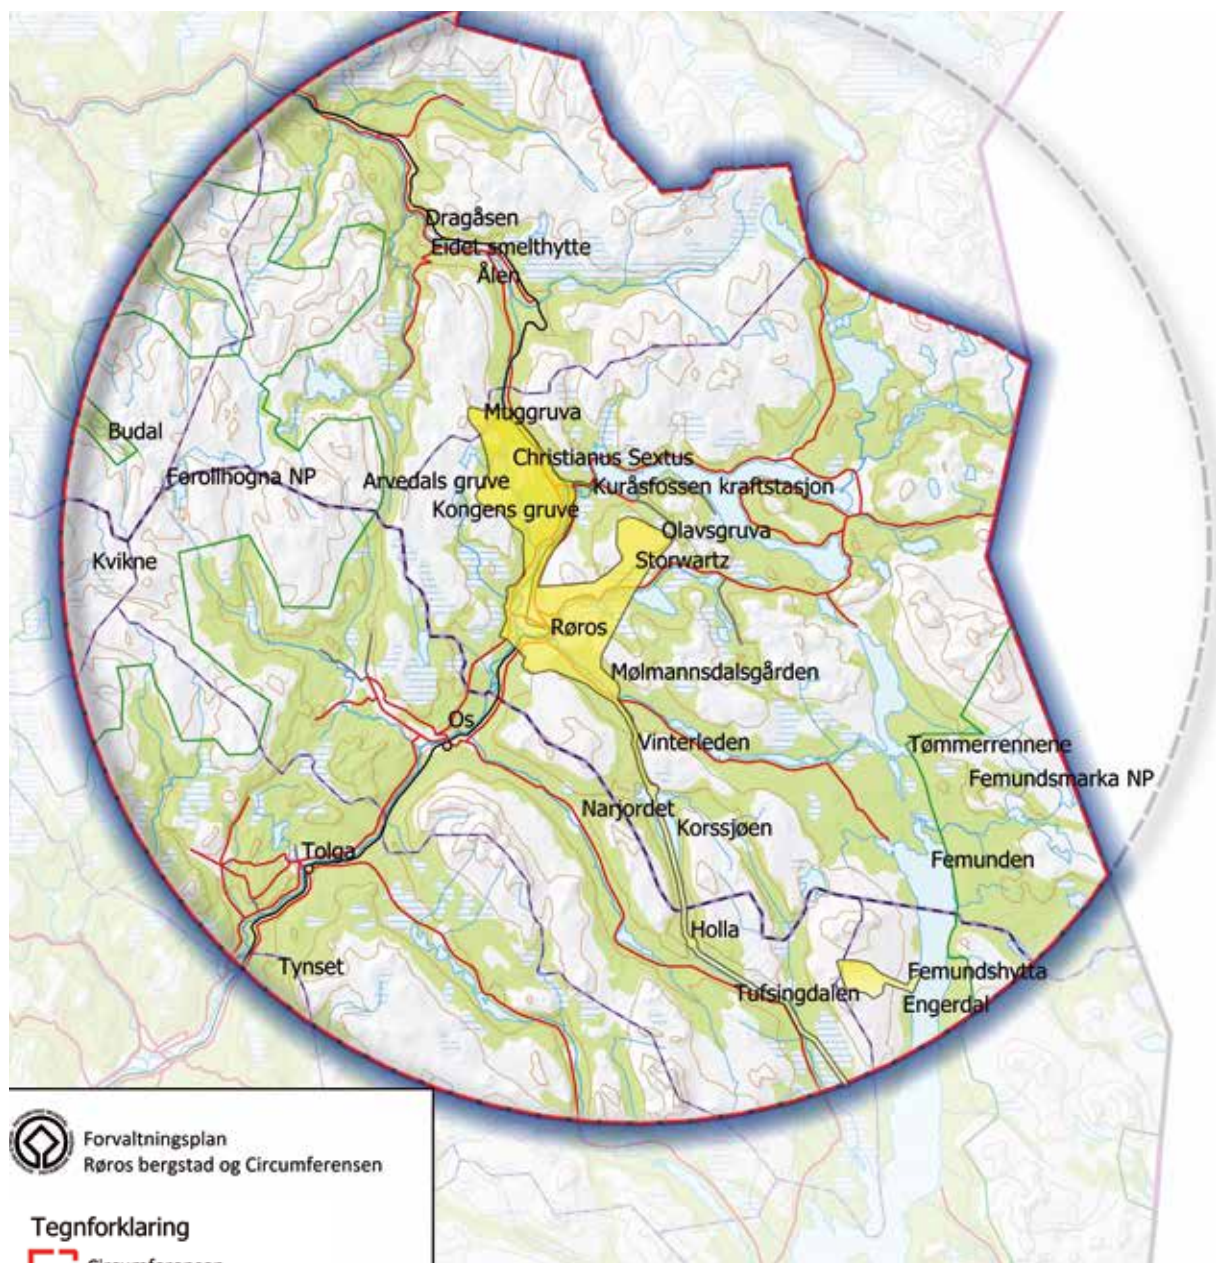 Dragåsen
Eidet smelthytte
Ålen
Muggruva
Budal
Christianus Sextus
Forollhogna NP
Arvedals gruve
Kuråsfossen kraftstasjon
Kongens gruve
Olavsgruva
Kvikne
Storwartz
Røros
Mølmannsdalsgården
Os
Vinterleden
Tømmerrennene
Femundsmarka NP
Narjordet
Korssjøen
Tolga
Femunden
Holla
Tynset
Femundshytta
Tufsingdalen
Engerdal
Forvaltningsplan
Røros bergstad og Circumferensen
Tegnforklaring
Circumferensen